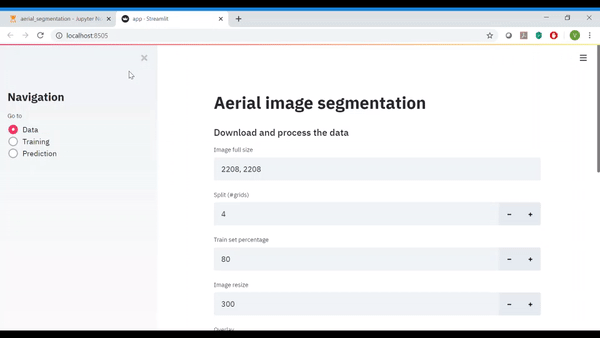 aerial_segmentation - Jupyter N
app · Streamlit
localhost:8505
V
Navigation
Go to
Data
Training
Prediction
Aerial image segmentation
Download and process the data
Image full size
2208, 2208
Split (#grids)
4
Train set percentage
80
Image resize
300
Overlay